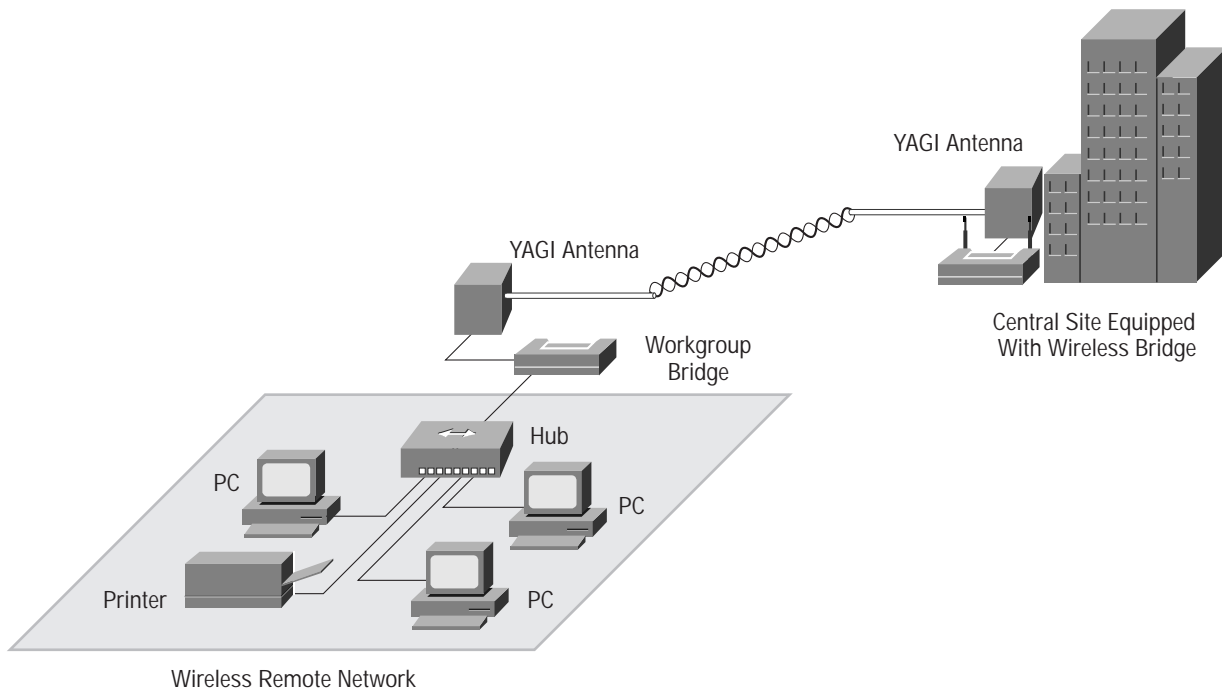 YAGI Antenna
YAGI Antenna
Central Site Equipped
With Wireless Bridge
Workgroup
Bridge
Hub
PC
PC
Printer
PC
Wireless Remote Network